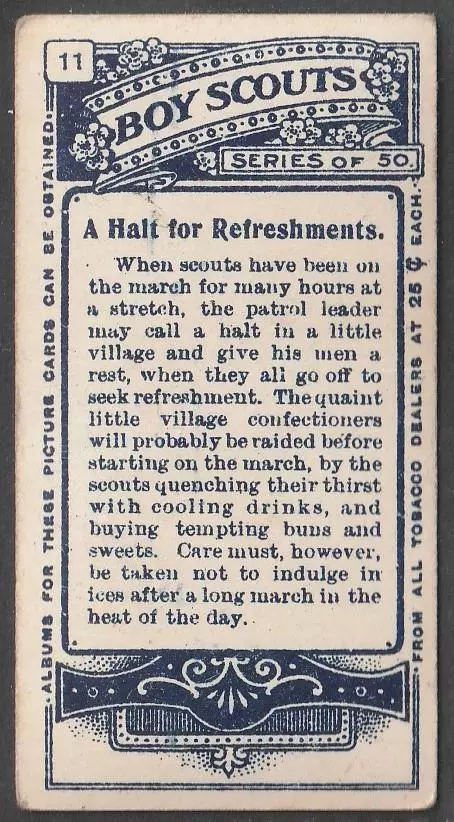 11
BOY SCOUTS
SERIES OF 50.
A Halt for Refreshments.
When scouts have been on
the march for many hours at
a stretch, the patrol leader
may call a halt in a little
village and give his men a
rest, when they all go off to
seek refreshment. The quaint
little village confectioners
will probably be raided before
starting on the march, by the
scouts quenching their thirst
with cooling drinks, and
buying tempting buns and
sweets. Care must, however,
be taken not to indulge in
ices after a long march in the
heat of the day.
ALBUMS FOR THESE PICTURE CARDS CAN BE OBTAINED
FROM ALL TOBACCO DEALERS AT 25 ₵ EACH.